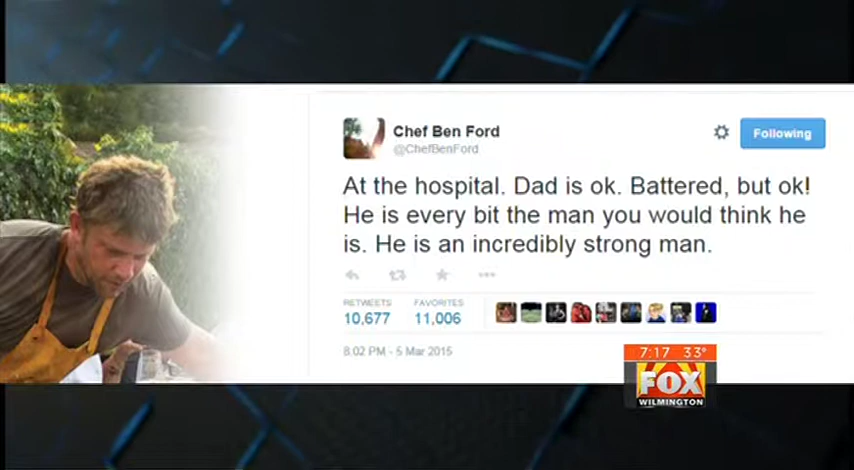 Chef Ben Ford
@ChefBenFord
Following
At the hospital. Dad is ok. Battered, but ok!
He is every bit the man you would think he
is. He is an incredibly strong man.
RETWEETS
10,677
FAVORITES
11,006
8:02 PM - 5 Mar 2015
7:17 33°
FOX
WILMINGTON